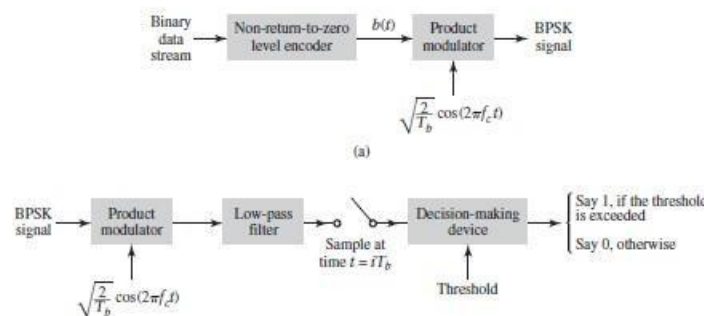 Binary
data
stream
Non-return-to-zero
level encoder
b(t)
Product
modulator
BPSK
signal
√(2/T_b) cos(2πf_ct)
(a)
BPSK
signal
Product
modulator
Low-pass
filter
Sample at
time t = iT_b
Decision-making
device
Say 1, if the threshold
is exceeded
Say 0, otherwise
√(2/T_b) cos(2πf_ct)
Threshold